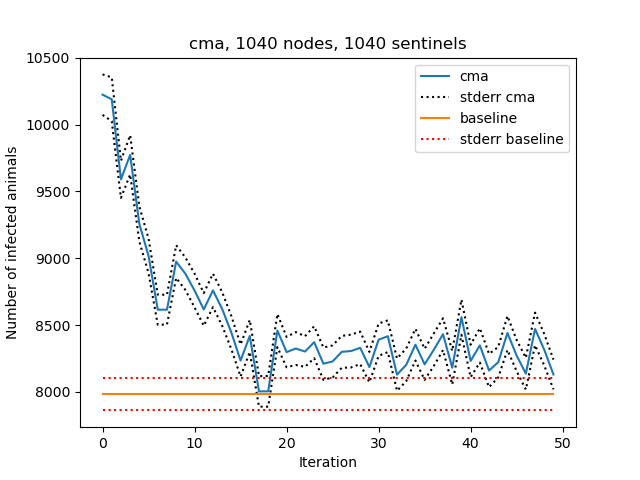 cma, 1040 nodes, 1040 sentinels
10500
10000
9500
9000
8500
8000
Number of infected animals
cma
stderr cma
baseline
stderr baseline
0
10
20
30
40
50
Iteration